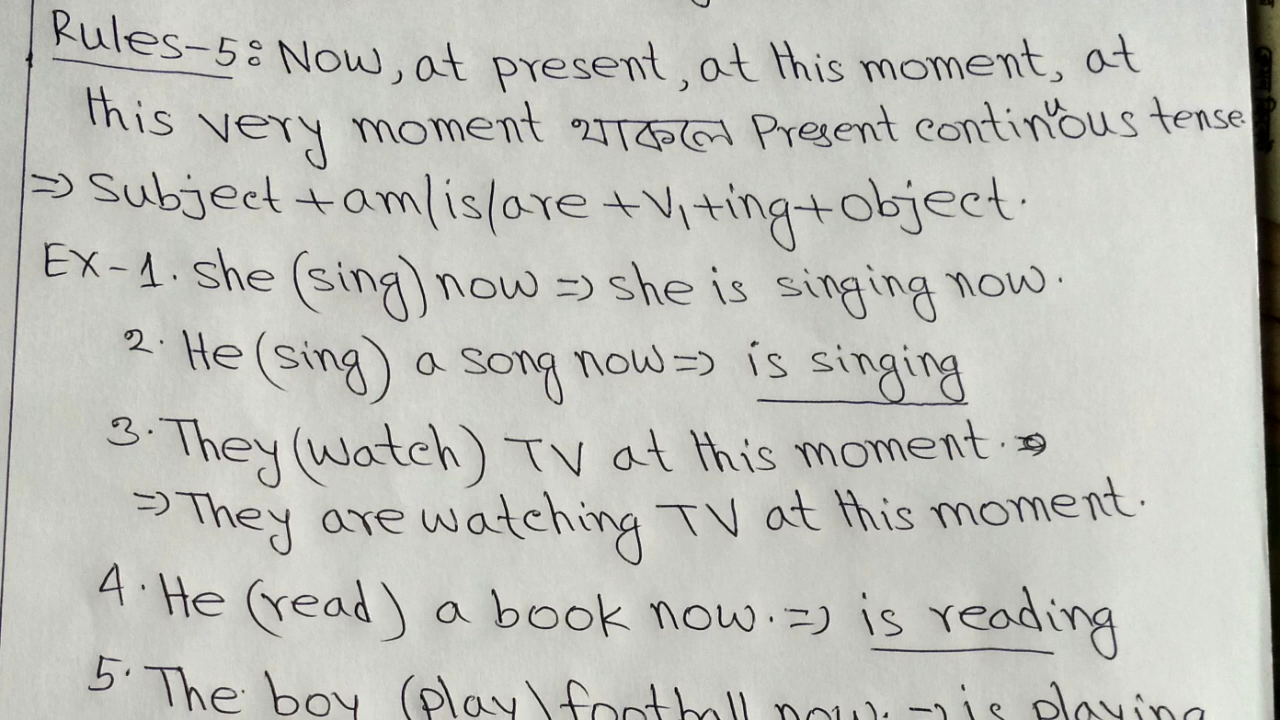 Rules-5: Now, at present, at this moment, at
this very moment থাকলে Present continuous tense.
⇒ Subject + am/is/are + V₁+ing+object.
EX-1. she (sing) now ⇒ she is singing now.
2. He (sing) a song now ⇒ is singing
3. They (watch) TV at this moment.
⇒ They are watching TV at this moment.
4. He (read) a book now. ⇒ is reading
5. The boy (play) football now. → is playing